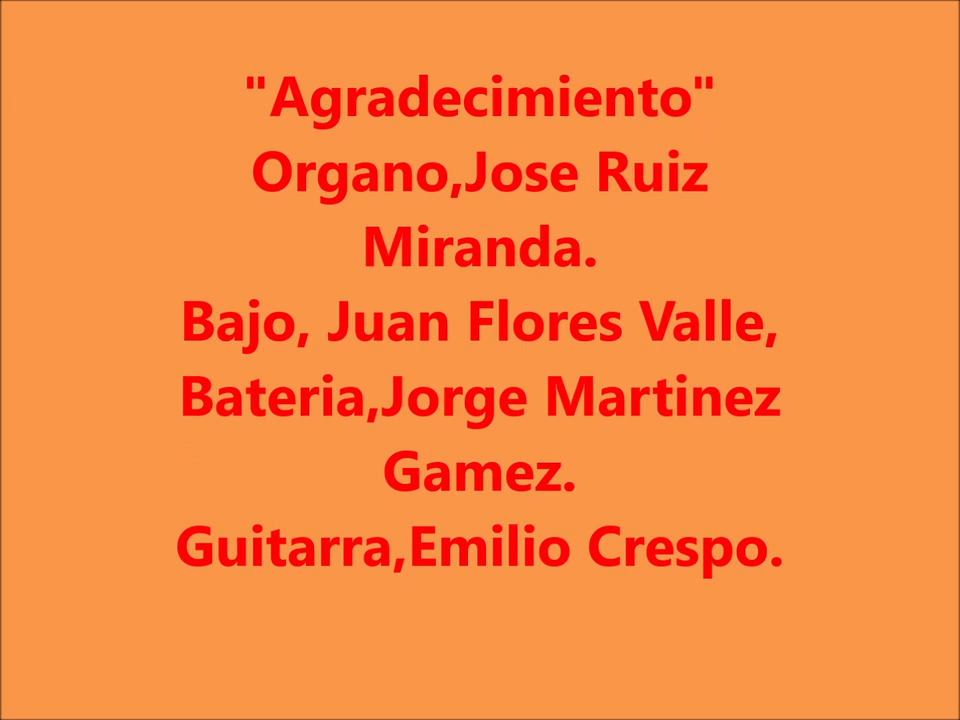 "Agradecimiento"
Organo,Jose Ruiz
Miranda.
Bajo, Juan Flores Valle,
Bateria,Jorge Martinez
Gamez.
Guitarra,Emilio Crespo.